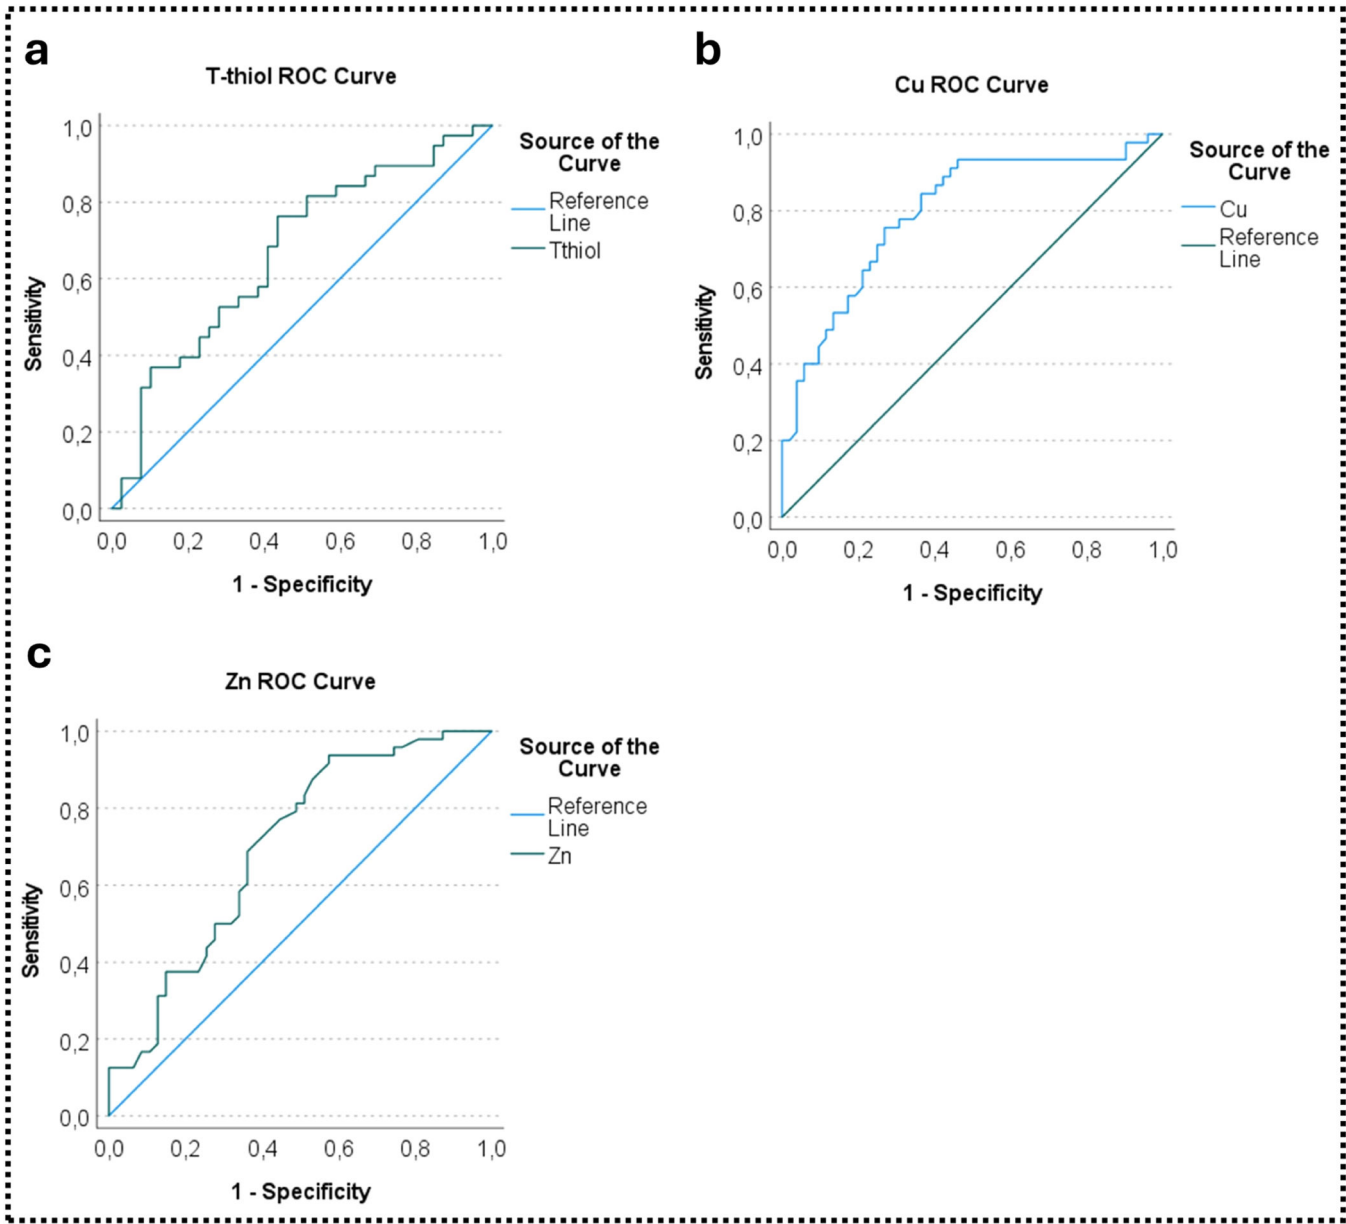 a
T-thiol ROC Curve
1,0
0,8
0,6
0,4
0,2
0,0
Sensitivity
0,0 0,2 0,4 0,6 0,8 1,0
1 - Specificity
Source of the
Curve
Reference
Line
Tthiol
b
Cu ROC Curve
1,0
0,8
0,6
0,4
0,2
0,0
Sensitivity
0,0 0,2 0,4 0,6 0,8 1,0
1 - Specificity
Source of the
Curve
Cu
Reference
Line
c
Zn ROC Curve
1,0
0,8
0,6
0,4
0,2
0,0
Sensitivity
0,0 0,2 0,4 0,6 0,8 1,0
1 - Specificity
Source of the
Curve
Reference
Line
Zn